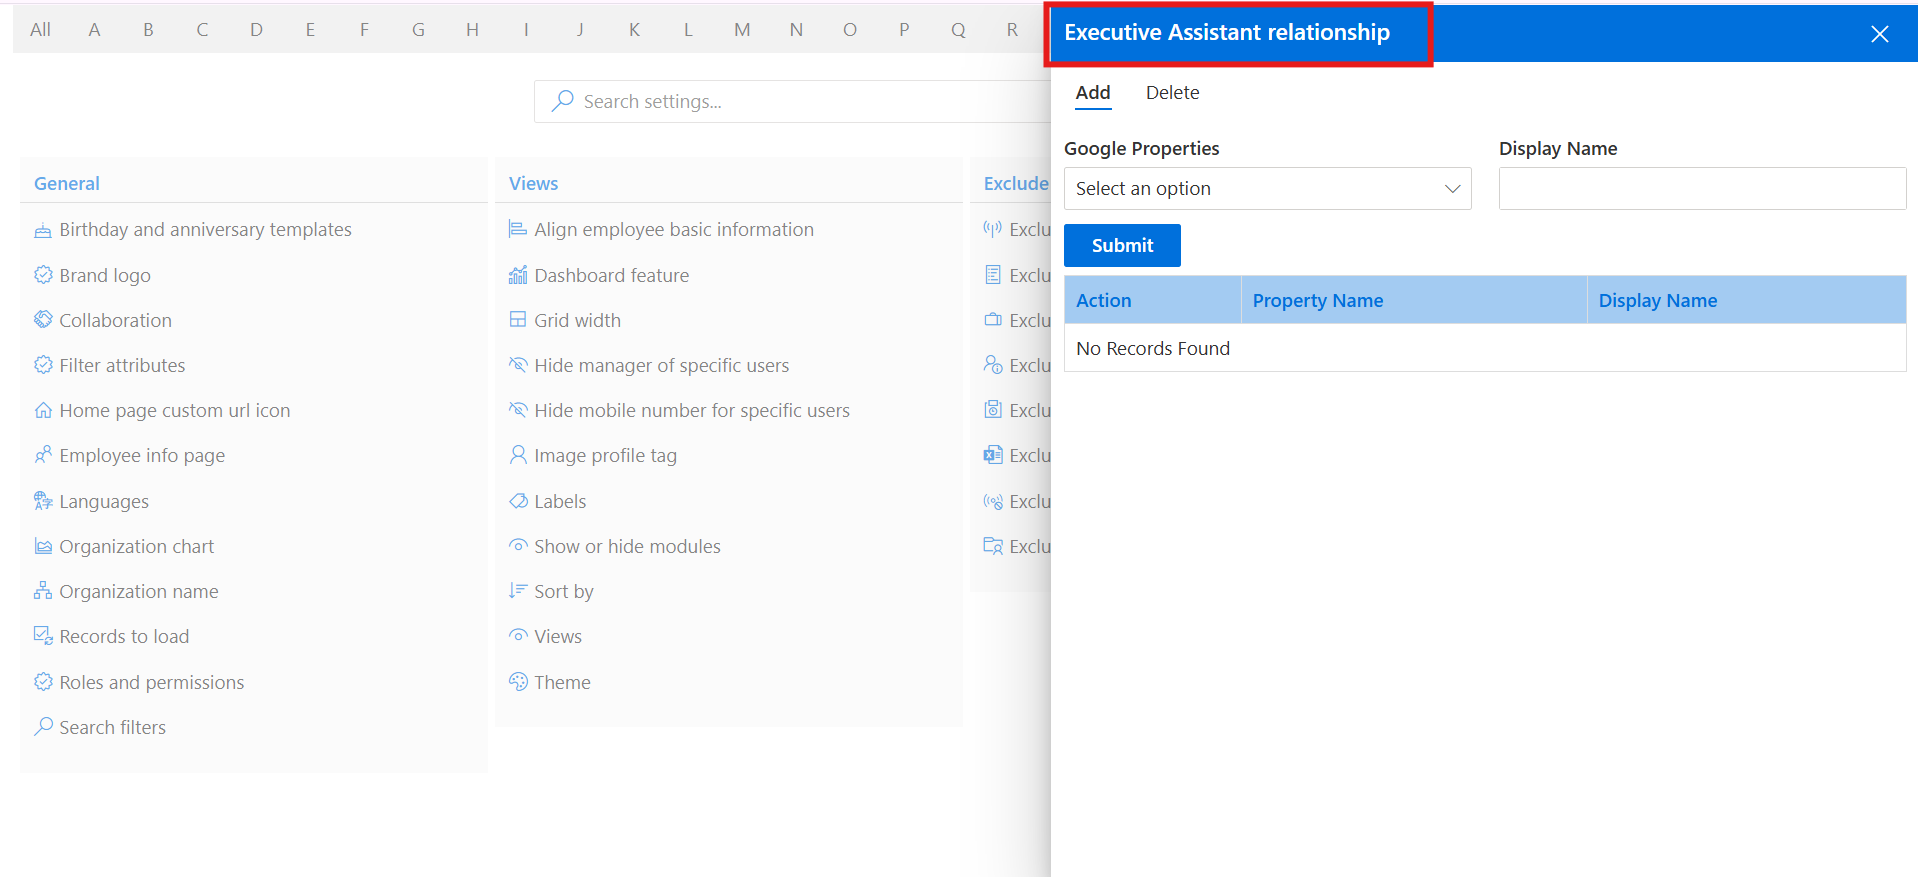 All A B C D E F G H I J K L M N O P Q R
Search settings...
General
Birthday and anniversary templates
Brand logo
Collaboration
Filter attributes
Home page custom url icon
Employee info page
Languages
Organization chart
Organization name
Records to load
Roles and permissions
Search filters
Views
Align employee basic information
Dashboard feature
Grid width
Hide manager of specific users
Hide mobile number for specific users
Image profile tag
Labels
Show or hide modules
Sort by
Views
Theme
Exclude
Exclu
Exclu
Exclu
Exclu
Exclu
Exclu
Exclu
Exclu
Executive Assistant relationship
Add Delete
Google Properties Display Name
Select an option
Submit
Action Property Name Display Name
No Records Found